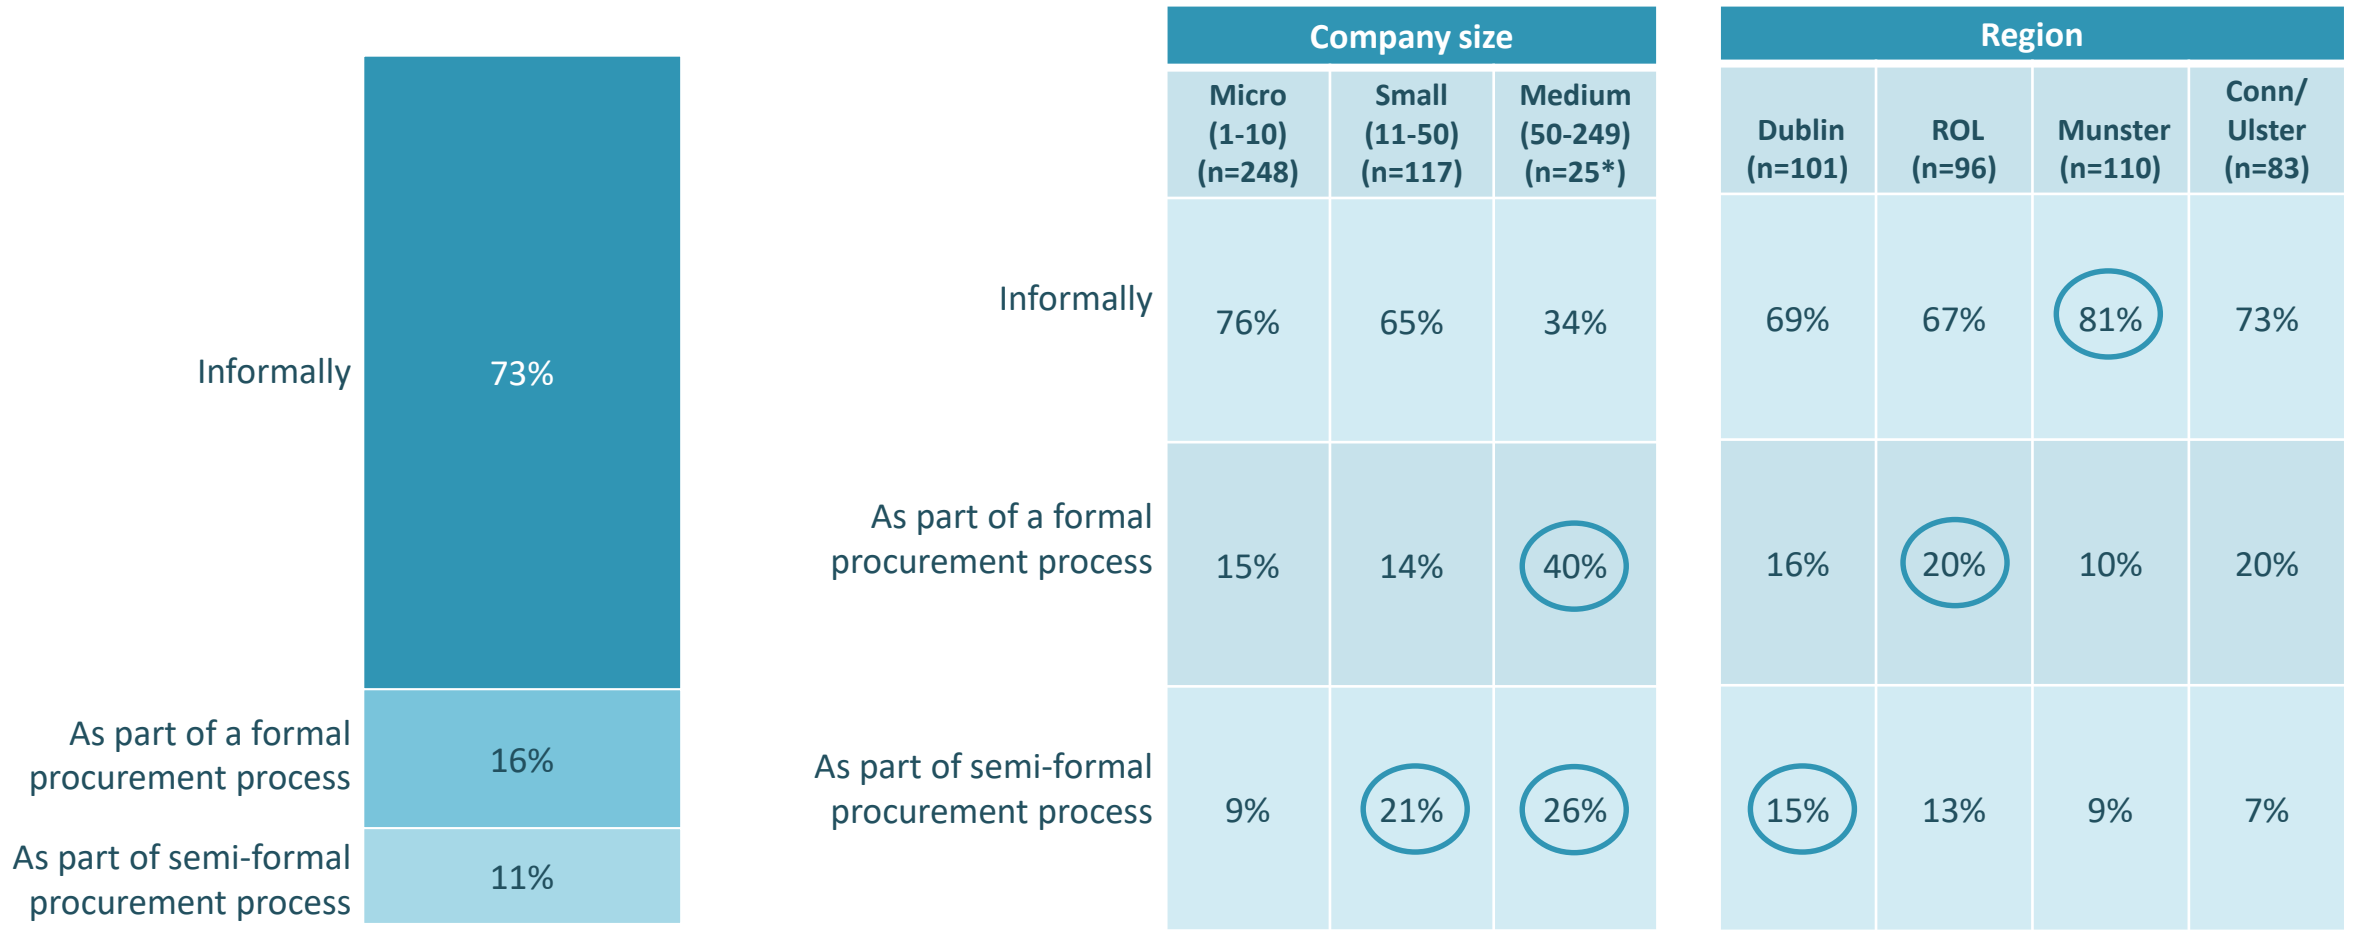 Informally
73%
As part of a formal
procurement process
16%
As part of semi-formal
procurement process
11%
Company size
Micro
(1-10)
(n=248)
Small
(11-50)
(n=117)
Medium
(50-249)
(n=25*)
Informally
76%
65%
34%
As part of a formal
procurement process
15%
14%
40%
As part of semi-formal
procurement process
9%
21%
26%
Region
Dublin
(n=101)
ROL
(n=96)
Munster
(n=110)
Conn/
Ulster
(n=83)
69%
67%
81%
73%
16%
20%
10%
20%
15%
13%
9%
7%